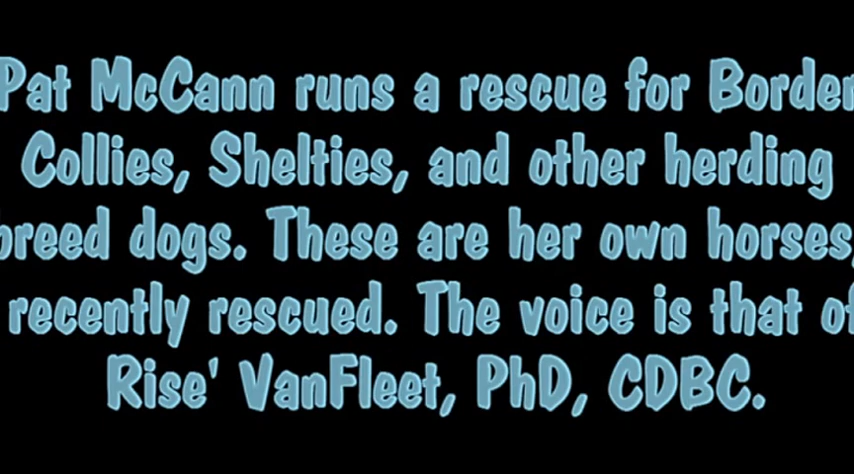 Pat McCann runs a rescue for Border
Collies, Shelties, and other herding
breed dogs. These are her own horses,
recently rescued. The voice is that of
Rise' VanFleet, PhD, CDBC.